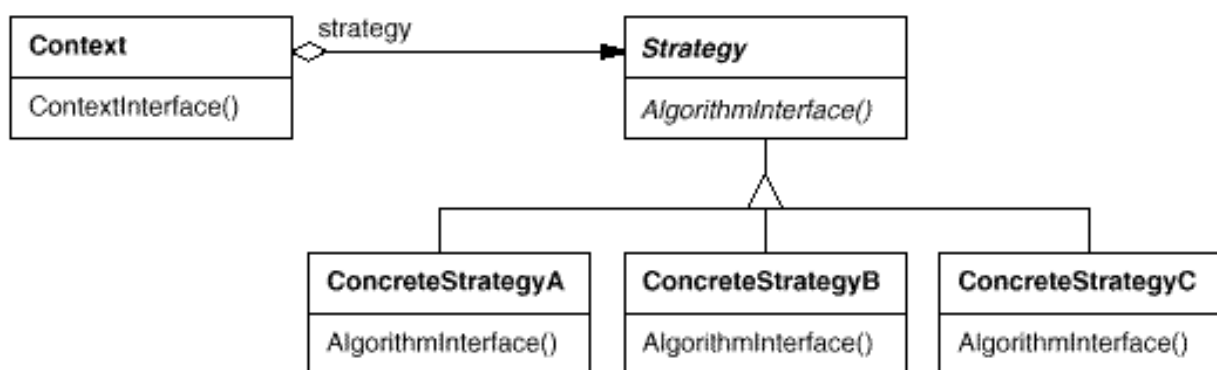 strategy
Context
Strategy
ContextInterface()
AlgorithmInterface()
ConcreteStrategyA
ConcreteStrategyB
ConcreteStrategyC
AlgorithmInterface()
AlgorithmInterface()
AlgorithmInterface()